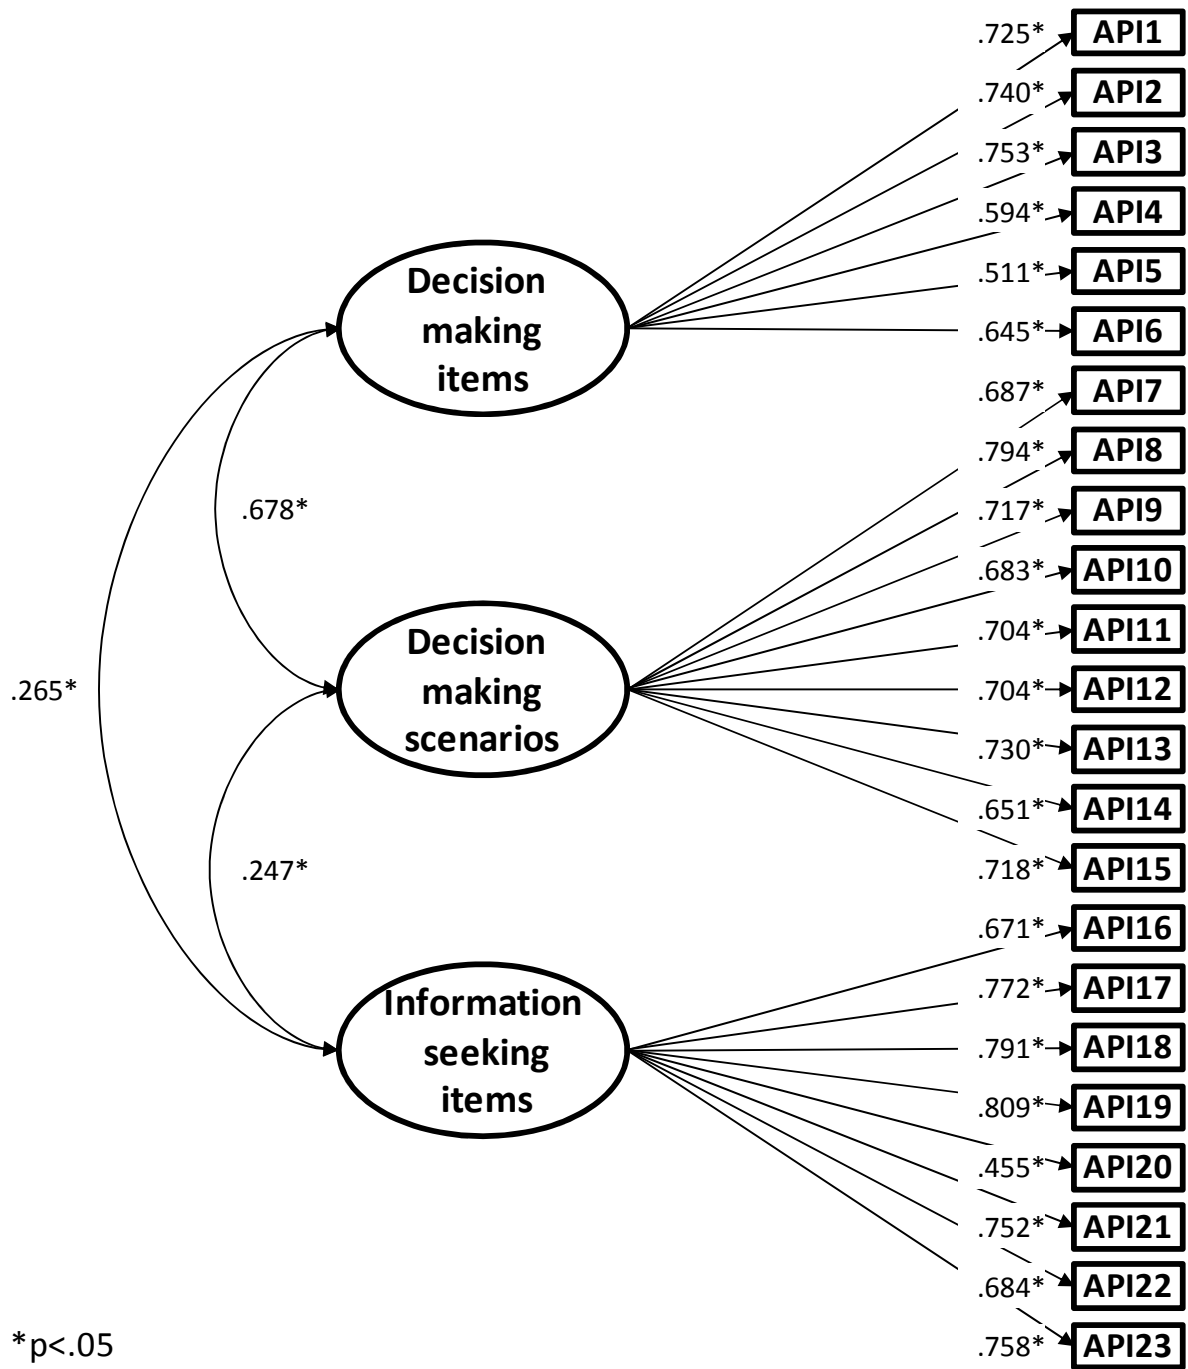 .725* API1
.740* API2
.753* API3
.594* API4
.511* API5
.645* API6
Decision
making
items
.687* API7
.794* API8
.717* API9
.683* API10
.704* API11
.704* API12
.730* API13
.651* API14
.718* API15
.678*
Decision
making
scenarios
.265*
.247*
.671* API16
.772* API17
.791* API18
.809* API19
.455* API20
.752* API21
.684* API22
.758* API23
Information
seeking
items
*p<.05